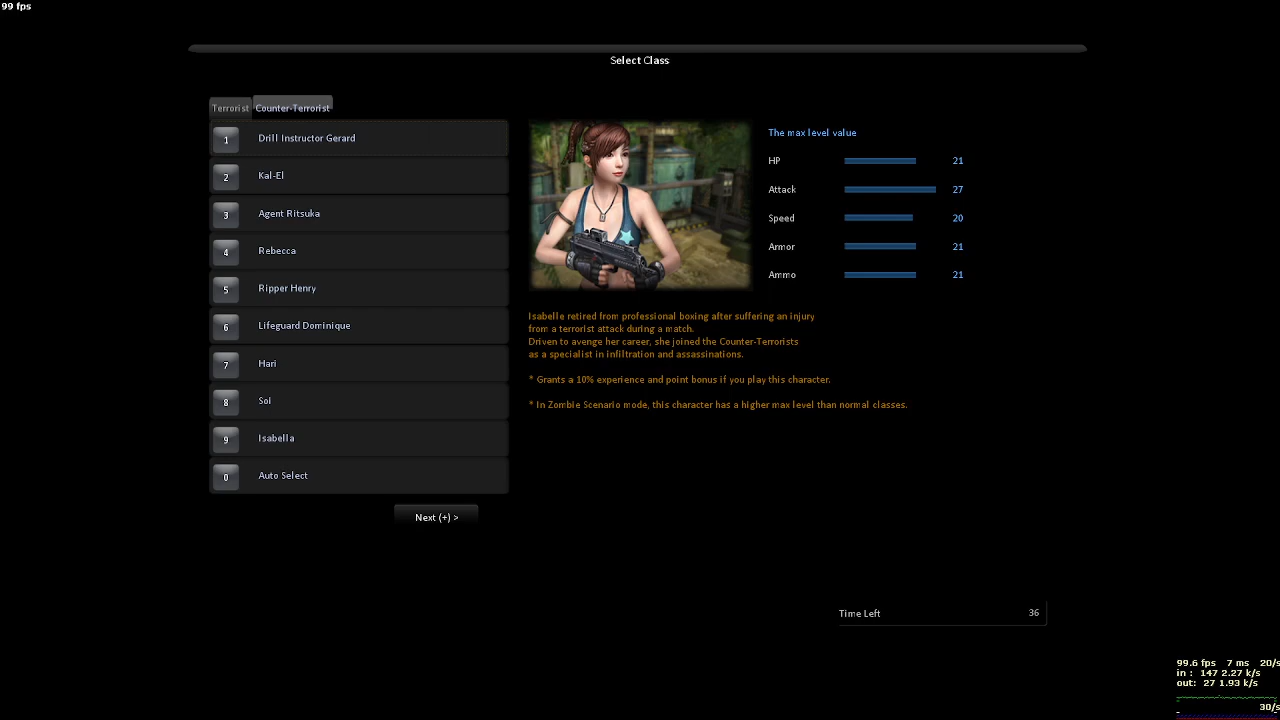 99 fps
Select Class
Terrorist
Counter-Terrorist
1 Drill Instructor Gerard
2 Kal-El
3 Agent Ritsuka
4 Rebecca
5 Ripper Henry
6 Lifeguard Dominique
7 Hari
8 Soi
9 Isabella
0 Auto Select
Next (+) >
The max level value
HP 21
Attack 27
Speed 20
Armor 21
Ammo 21
Isabelle retired from professional boxing after suffering an injury
from a terrorist attack during a match.
Driven to avenge her career, she joined the Counter-Terrorists
as a specialist in infiltration and assassinations.
* Grants a 10% experience and point bonus if you play this character.
* In Zombie Scenario mode, this character has a higher max level than normal classes.
Time Left 36
99.6 fps 7 ms 20/s
in : 147 2.27 k/s
out: 27 1.93 k/s
30/s